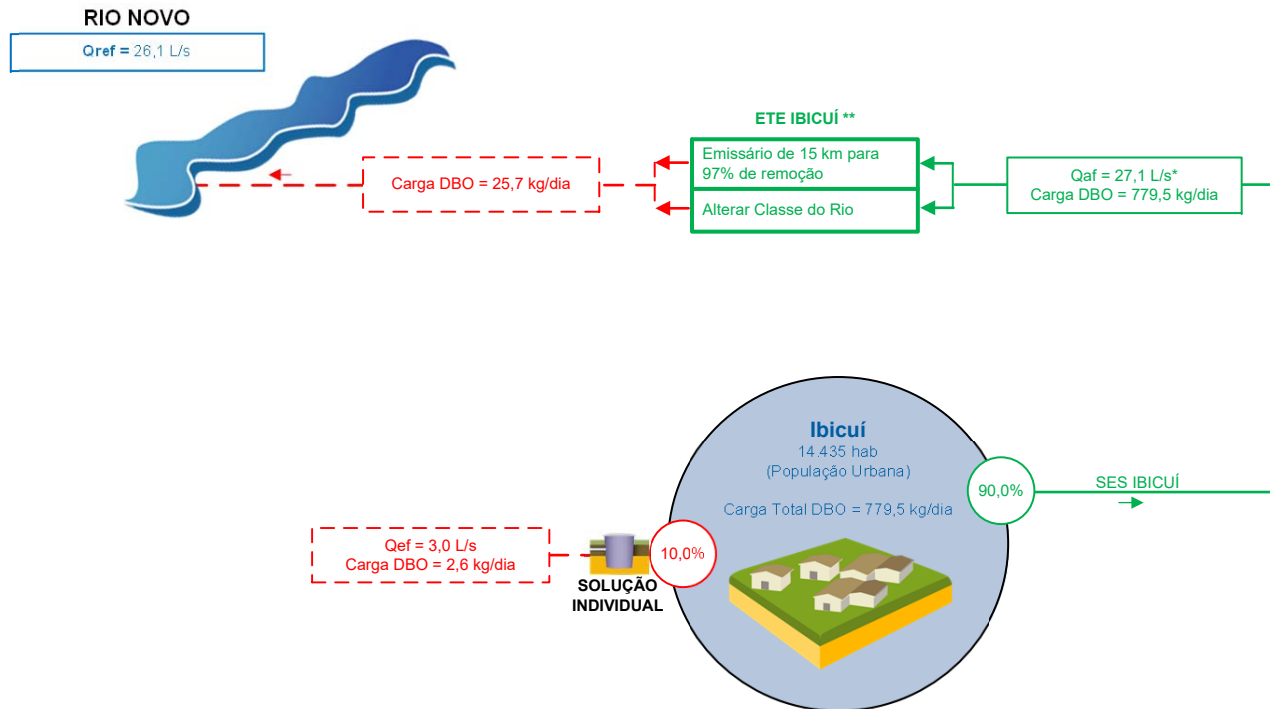 RIO NOVO
Qref = 26,1 L/s
ETE IBICUÍ **
Emissário de 15 km para
97% de remoção
Alterar Classe do Rio
Carga DBO = 25,7 kg/dia
Qaf = 27,1 L/s*
Carga DBO = 779,5 kg/dia
Ibicuí
14.435 hab
(População Urbana)
Carga Total DBO = 779,5 kg/dia
90,0%
SES IBICUÍ
10,0%
Qef = 3,0 L/s
Carga DBO = 2,6 kg/dia
SOLUÇÃO
INDIVIDUAL